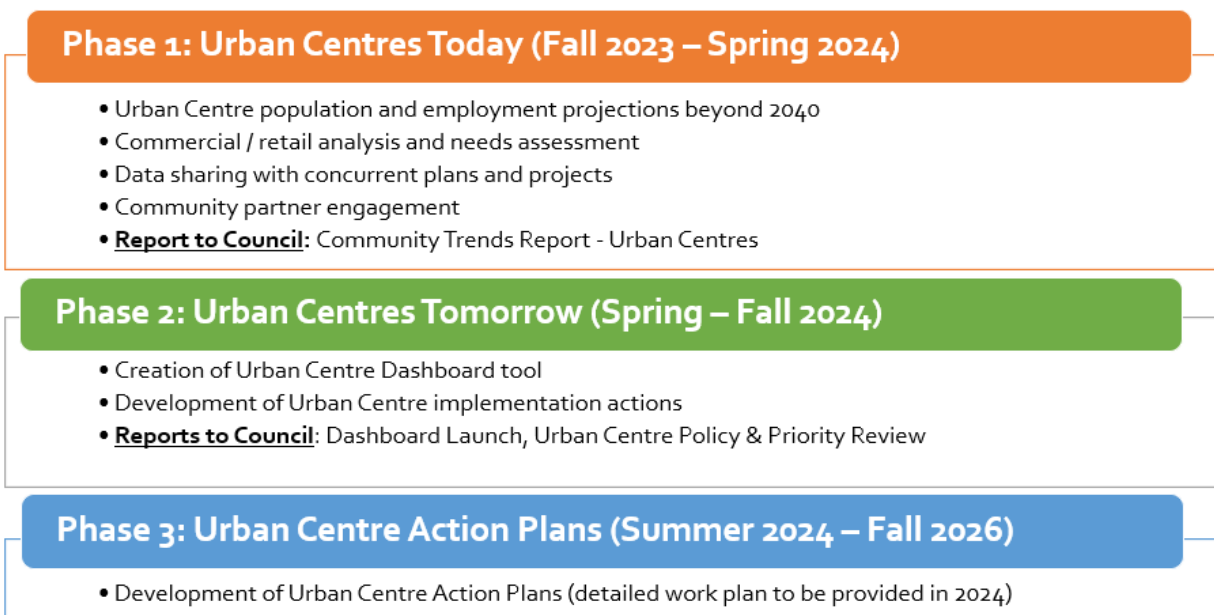 Phase 1: Urban Centres Today (Fall 2023 – Spring 2024)
• Urban Centre population and employment projections beyond 2040
• Commercial / retail analysis and needs assessment
• Data sharing with concurrent plans and projects
• Community partner engagement
• Report to Council: Community Trends Report - Urban Centres
Phase 2: Urban Centres Tomorrow (Spring – Fall 2024)
• Creation of Urban Centre Dashboard tool
• Development of Urban Centre implementation actions
• Reports to Council: Dashboard Launch, Urban Centre Policy & Priority Review
Phase 3: Urban Centre Action Plans (Summer 2024 – Fall 2026)
• Development of Urban Centre Action Plans (detailed work plan to be provided in 2024)